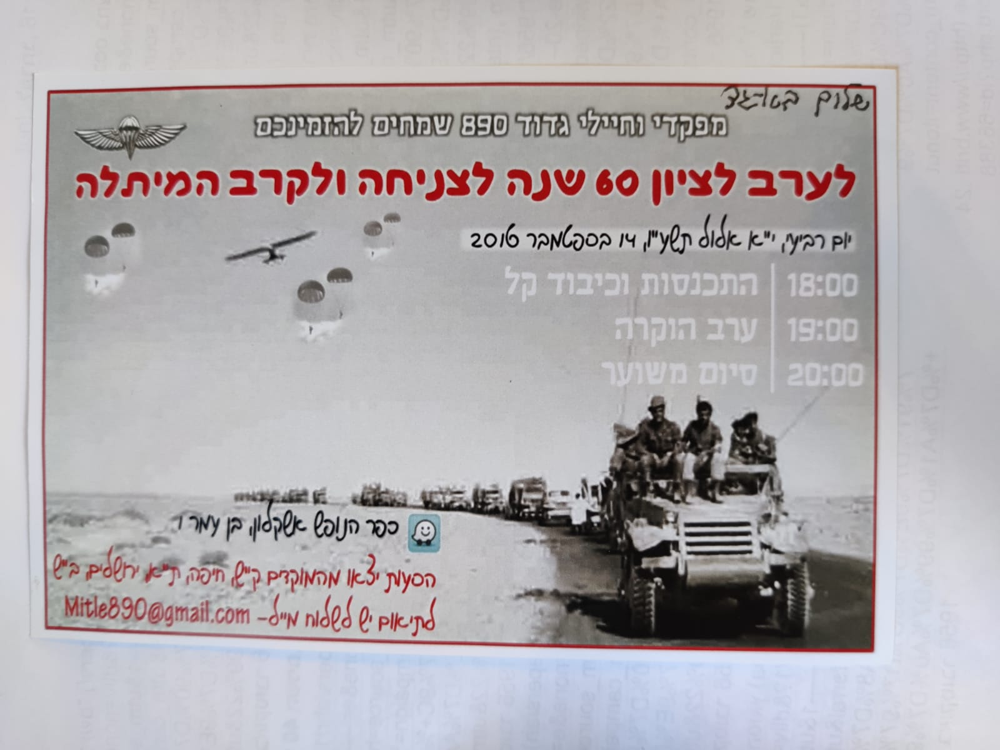 שלום
מפקדי וחיילי גדוד 890 שמחים להזמינכם
לערב לציון 60 שנה לצניחה ולקרב המיתלה
יום רביעי, י"א אלול תשע"ו, 14 בספטמבר 2016
18:00 התכנסות וכיבוד קל
19:00 ערב הוקרה
20:00 סיום משוער
כפר הנופש אשקלון, בן עמר 1
הסעות יצאו מהמוקדים ק"ש, חיפה, ת"א, ירושלים, ב"ש
לתיאום יש לשלוח מייל- Mitle890@gmail.com